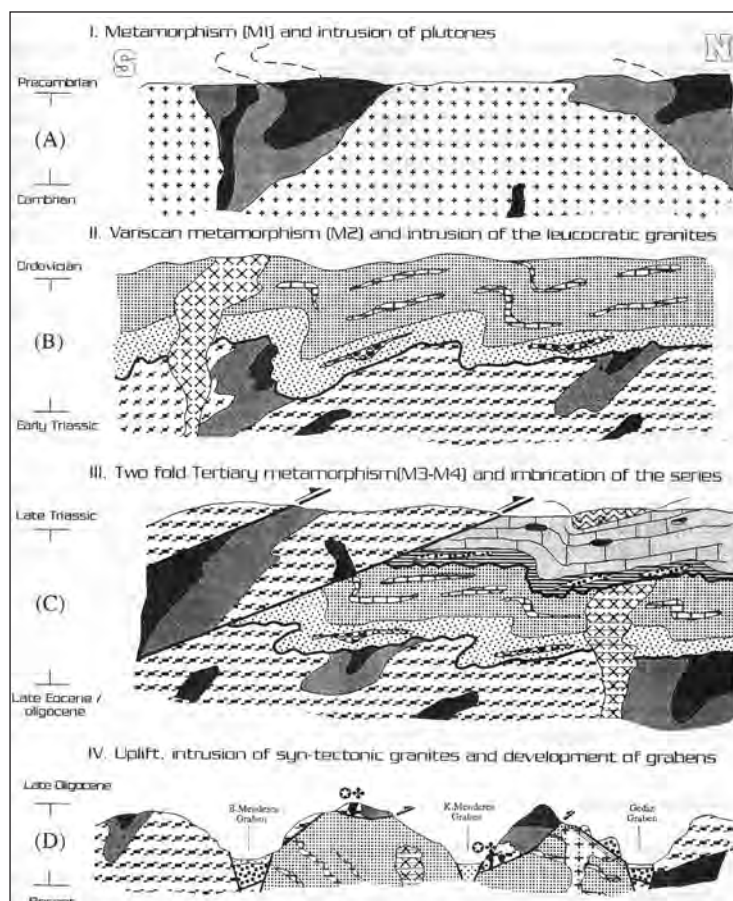 I. Metamorphism (M1) and intrusion of plutones
S N
Precambrian
(A)
Cambrian
II. Variscan metamorphism (M2) and intrusion of the leucocratic granites
Ordovician
(B)
Early Triassic
III. Two fold Tertiary metamorphism(M3-M4) and imbrication of the series
Late Triassic
(C)
Late Eocene /
oligocene
IV. Uplift, intrusion of syn-tectonic granites and development of grabens
Late Oligocene
B.Menderes
Graben
K.Menderes
Graben
Gediz
Graben
(D)